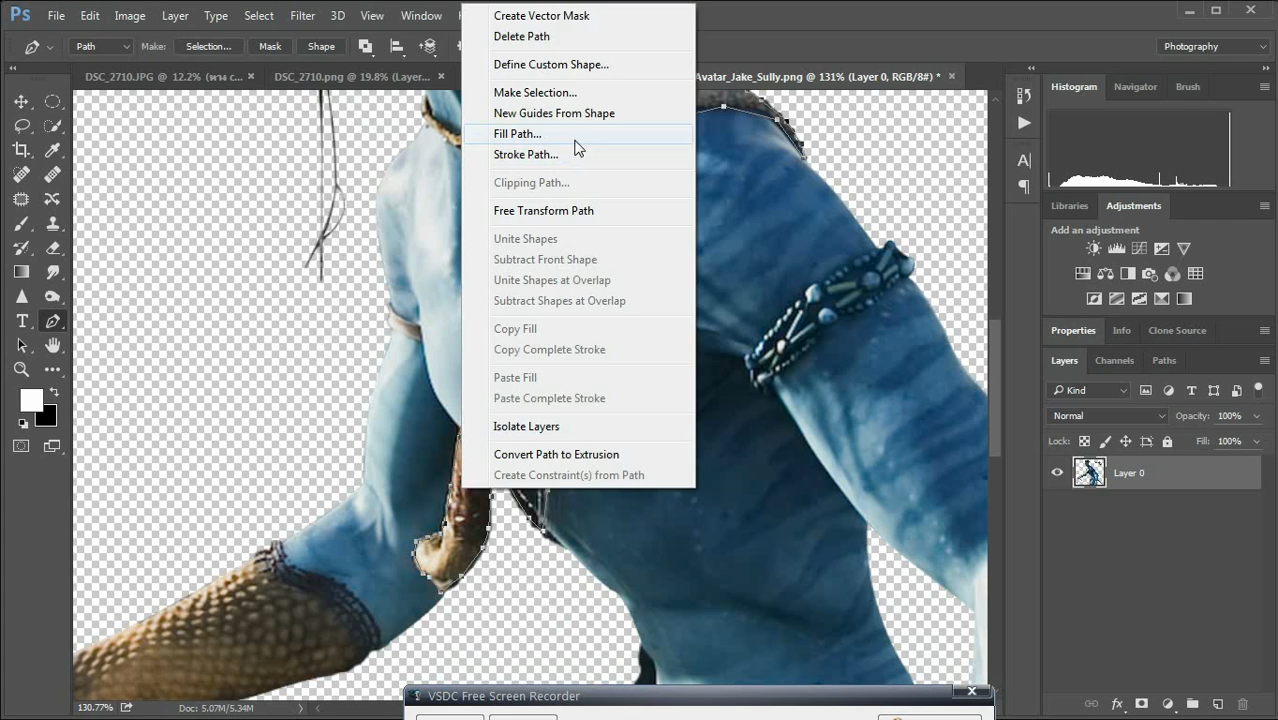 Ps File Edit Image Layer Type Select Filter 3D View Window
Path Make: Selection... Mask Shape Photography
DSC_2710.JPG @ 12.2% (หาง c... × DSC_2710.png @ 19.8% (Layer... × Avatar_Jake_Sully.png @ 131% (Layer 0, RGB/8#) * ×
Create Vector Mask
Delete Path
Define Custom Shape...
Make Selection...
New Guides From Shape
Fill Path...
Stroke Path...
Clipping Path...
Free Transform Path
Unite Shapes
Subtract Front Shape
Unite Shapes at Overlap
Subtract Shapes at Overlap
Copy Fill
Copy Complete Stroke
Paste Fill
Paste Complete Stroke
Isolate Layers
Convert Path to Extrusion
Create Constraint(s) from Path
Histogram Navigator Brush
Libraries Adjustments
Add an adjustment
Properties Info Clone Source
Layers Channels Paths
Kind
Normal Opacity: 100%
Lock: Fill: 100%
Layer 0
VSDC Free Screen Recorder
130.77% Doc: 5.07M/5.34M